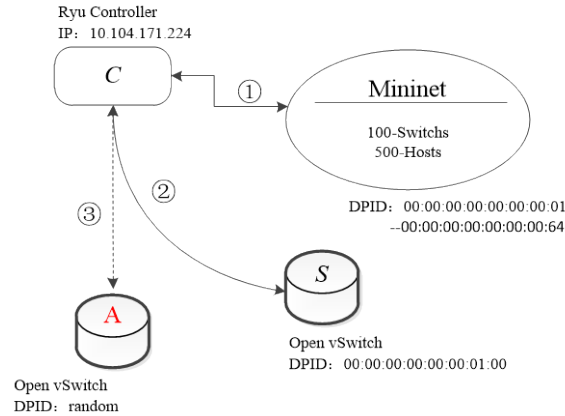 Ryu Controller
IP：10.104.171.224
C
①
Mininet
100-Switchs
500-Hosts
DPID：00:00:00:00:00:00:00:01
--00:00:00:00:00:00:00:64
②
③
S
Open vSwitch
DPID：00:00:00:00:00:00:01:00
A
Open vSwitch
DPID：random